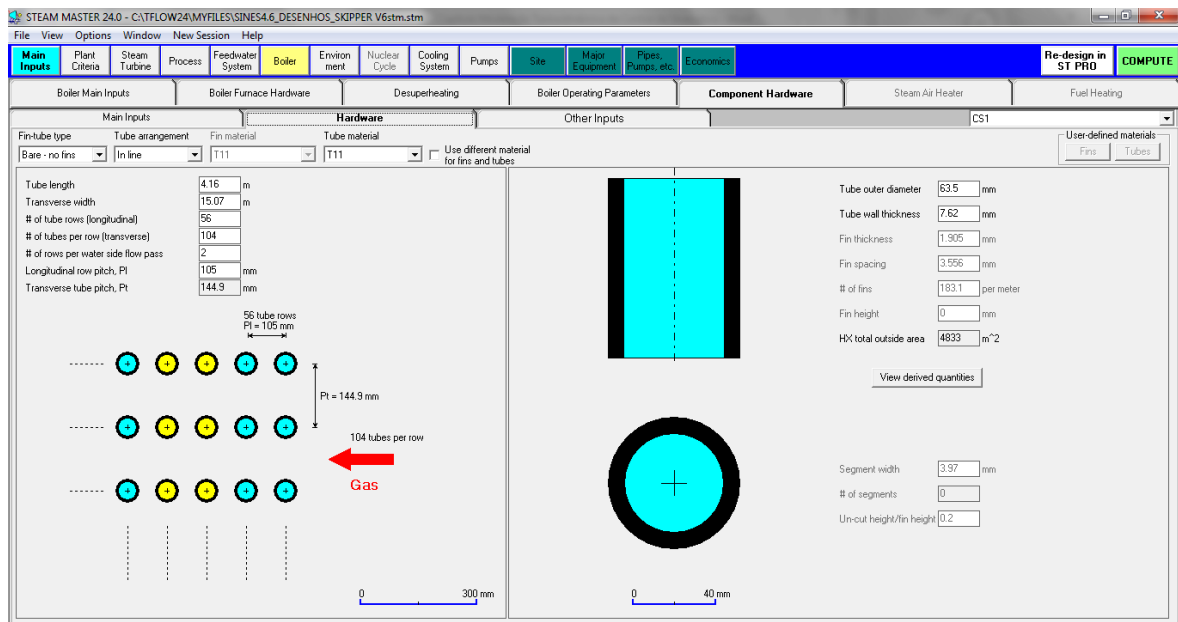 STEAM MASTER 24.0 - C:\TFLOW24\MYFILES\SINES4.6_DESENHOS_SKIPPER V6stm.stm
File View Options Window New Session Help
Main Inputs
Plant Criteria
Steam Turbine
Process
Feedwater System
Boiler
Environ ment
Nuclear Cycle
Cooling System
Pumps
Site
Major Equipment
Pipes, Pumps, etc.
Economics
Re-design in ST PRO
COMPUTE
Boiler Main Inputs
Boiler Furnace Hardware
Desuperheating
Boiler Operating Parameters
Component Hardware
Steam Air Heater
Fuel Heating
Main Inputs
Hardware
Other Inputs
CS1
Fin-tube type
Tube arrangement
Fin material
Tube material
User-defined materials
Bare - no fins
In line
T11
T11
Use different material
for fins and tubes
Fins
Tubes
Tube length 4.16 m
Transverse width 15.07 m
# of tube rows (longitudinal) 56
# of tubes per row (transverse) 104
# of rows per water side flow pass 2
Longitudinal row pitch, Pl 105 mm
Transverse tube pitch, Pt 144.9 mm
56 tube rows
Pl = 105 mm
Pt = 144.9 mm
104 tubes per row
Gas
0 300 mm
Tube outer diameter 63.5 mm
Tube wall thickness 7.62 mm
Fin thickness 1.905 mm
Fin spacing 3.556 mm
# of fins 183.1 per meter
Fin height 0 mm
HX total outside area 4833 m^2
View derived quantities
Segment width 3.97 mm
# of segments 0
Un-cut height/fin height 0.2
0 40 mm